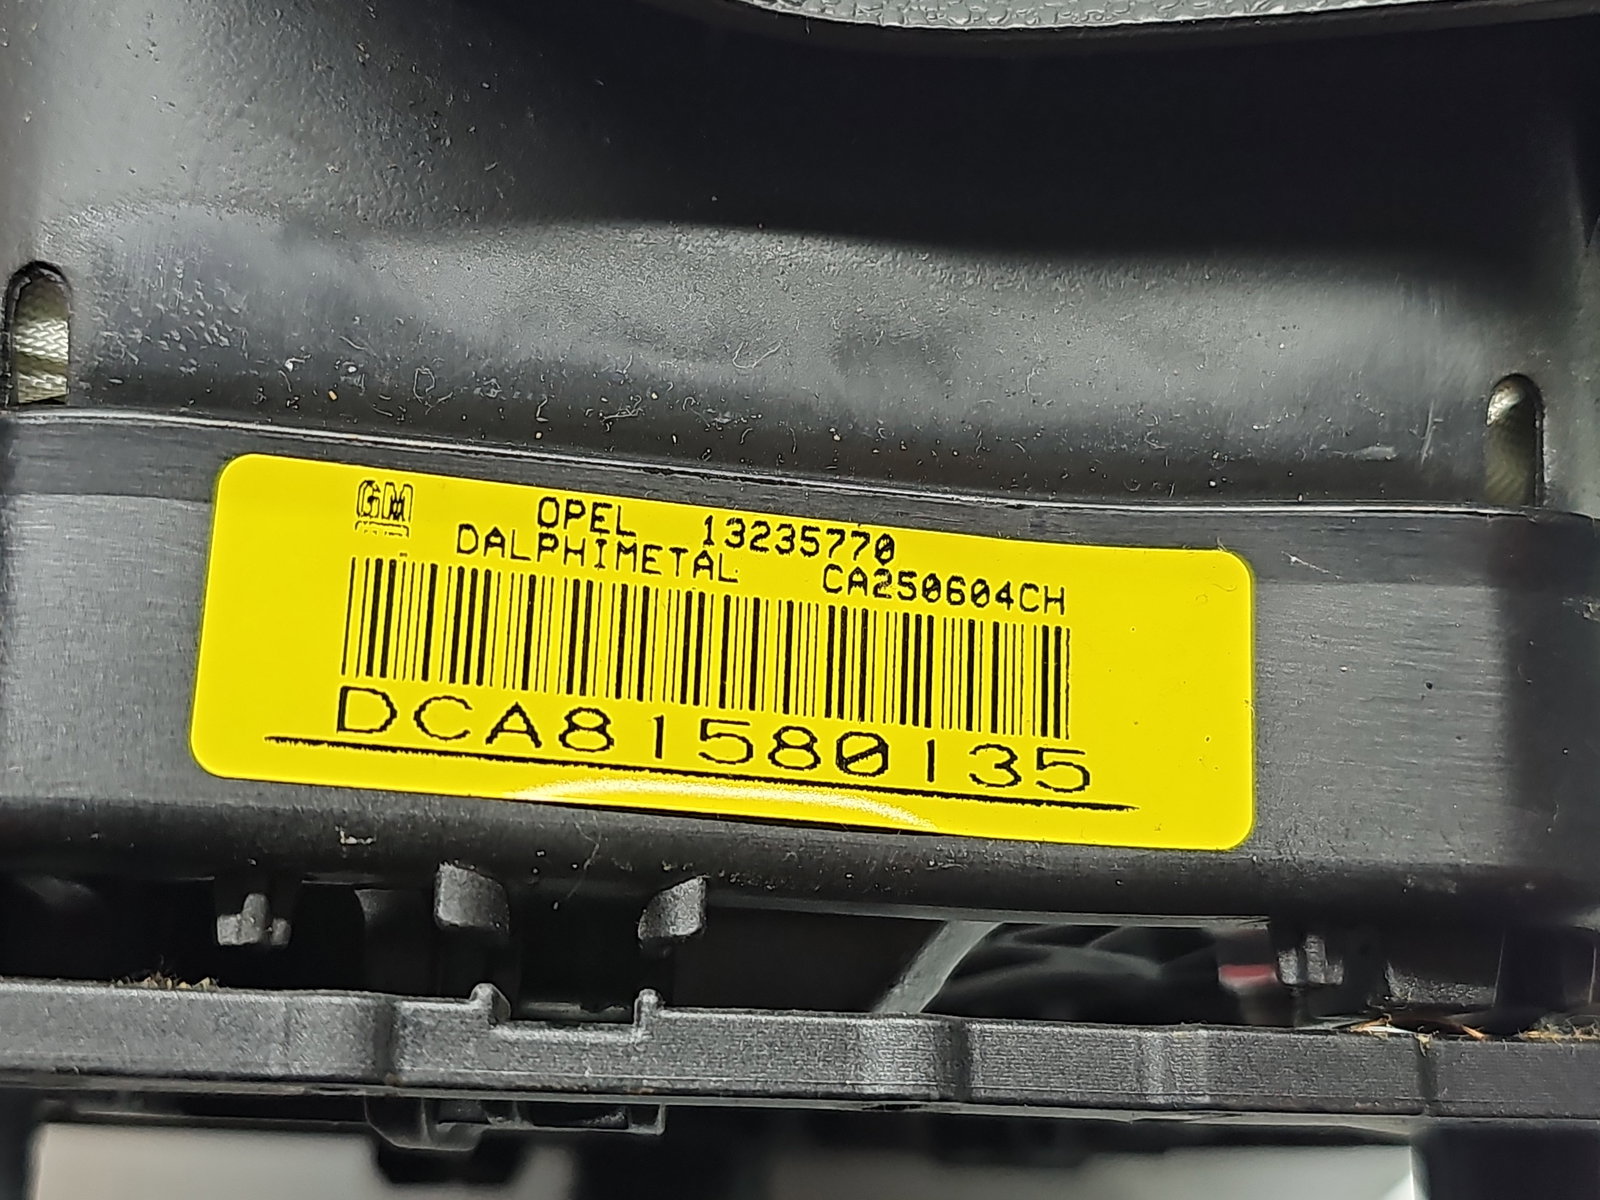 GM OPEL 13235770
DALPHIMETAL CA250604CH
DCA81580135